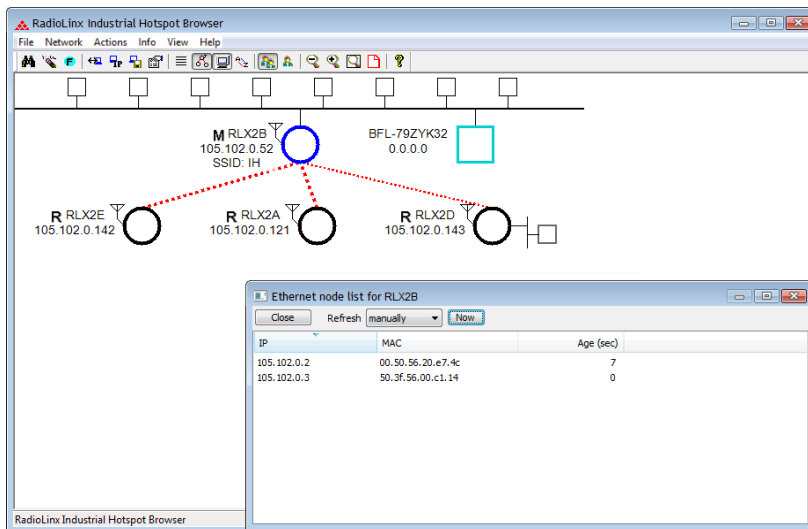 RadioLinx Industrial Hotspot Browser
File Network Actions Info View Help
M RLX2B
105.102.0.52
SSID: IH
BFL-79ZYK32
0.0.0.0
R RLX2E
105.102.0.142
R RLX2A
105.102.0.121
R RLX2D
105.102.0.143
Ethernet node list for RLX2B
Close Refresh manually Now
IP MAC Age (sec)
105.102.0.2 00.50.56.20.e7.4c 7
105.102.0.3 50.3f.56.00.c1.14 0
RadioLinx Industrial Hotspot Browser